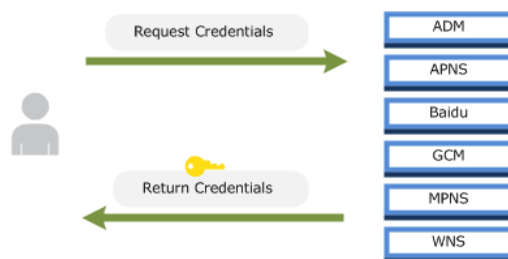 Request Credentials
ADM
APNS
Baidu
GCM
Return Credentials
MPNS
WNS